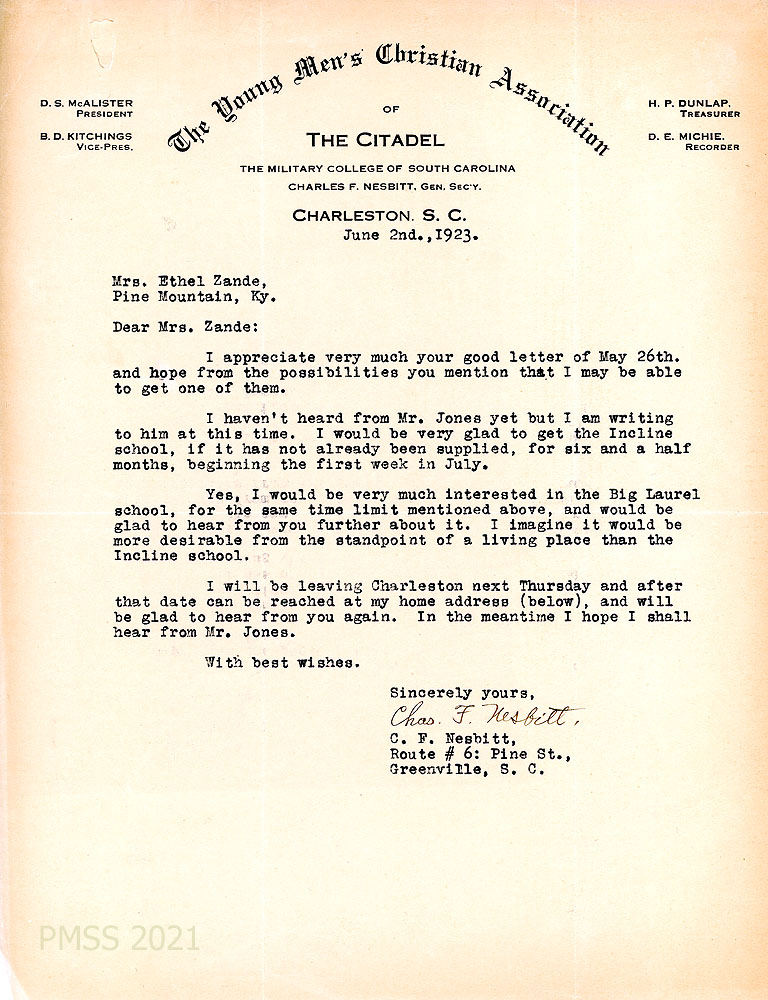 The Young Men's Christian Association
OF
THE CITADEL
THE MILITARY COLLEGE OF SOUTH CAROLINA
CHARLES F. NESBITT, GEN. SEC'Y.
CHARLESTON, S. C.
D. S. McALISTER
PRESIDENT
B. D. KITCHINGS
VICE-PRES.
H. P. DUNLAP,
TREASURER
D. E. MICHIE,
RECORDER
June 2nd.,1923.
Mrs. Ethel Zande,
Pine Mountain, Ky.
Dear Mrs. Zande:
I appreciate very much your good letter of May 26th.
and hope from the possibilities you mention that I may be able
to get one of them.
I haven't heard from Mr. Jones yet but I am writing
to him at this time. I would be very glad to get the Incline
school, if it has not already been supplied, for six and a half
months, beginning the first week in July.
Yes, I would be very much interested in the Big Laurel
school, for the same time limit mentioned above, and would be
glad to hear from you further about it. I imagine it would be
more desirable from the standpoint of a living place than the
Incline school.
I will be leaving Charleston next Thursday and after
that date can be reached at my home address (below), and will
be glad to hear from you again. In the meantime I hope I shall
hear from Mr. Jones.
With best wishes.
Sincerely yours,
Chas. F. Nesbitt.
C. F. Nesbitt,
Route # 6: Pine St.,
Greenville, S. C.
PMSS 2021